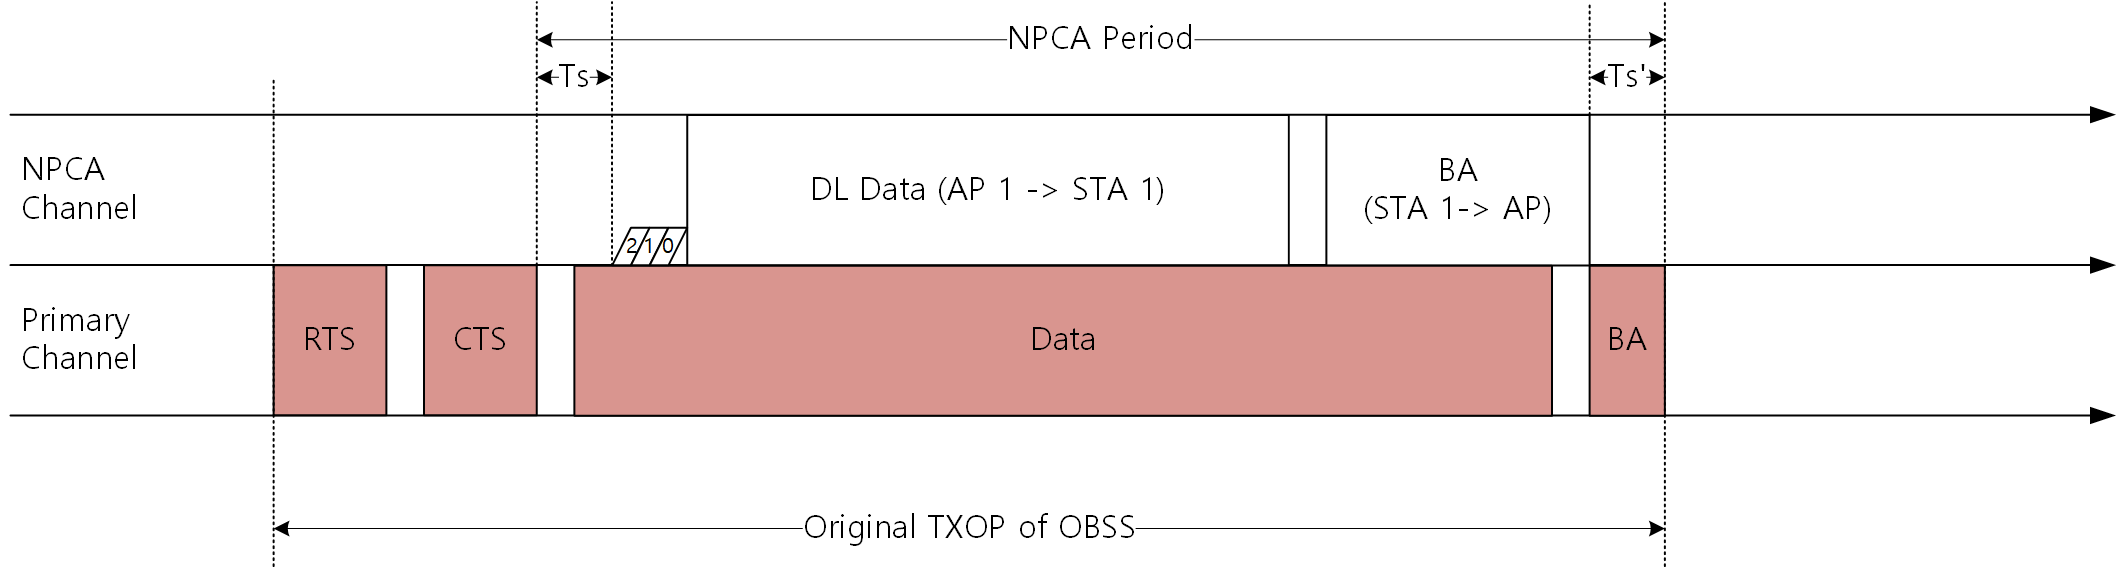 NPCA Period
Ts
Ts'
NPCA
Channel
DL Data (AP 1 -> STA 1)
BA
(STA 1-> AP)
2 1 0
Primary
Channel
RTS
CTS
Data
BA
Original TXOP of OBSS